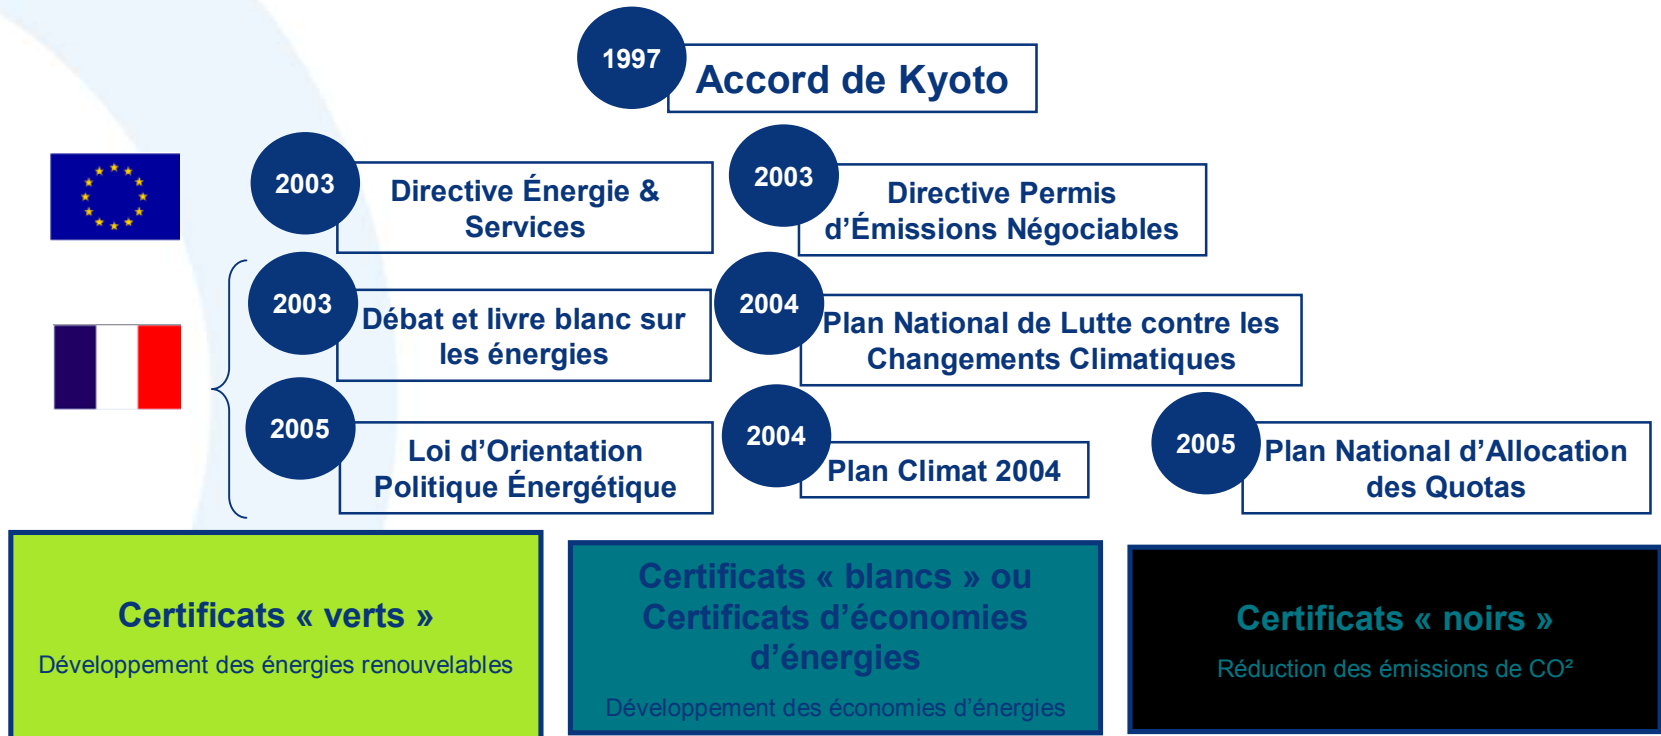 1997
Accord de Kyoto
2003
Directive Énergie &
Services
2003
Directive Permis
d’Émissions Négociables
2003
Débat et livre blanc sur
les énergies
2004
Plan National de Lutte contre les
Changements Climatiques
2005
Loi d’Orientation
Politique Énergétique
2004
Plan Climat 2004
2005
Plan National d’Allocation
des Quotas
Certificats « verts »
Développement des énergies renouvelables
Certificats « blancs » ou
Certificats d’économies
d’énergies
Développement des économies d’énergies
Certificats « noirs »
Réduction des émissions de CO²